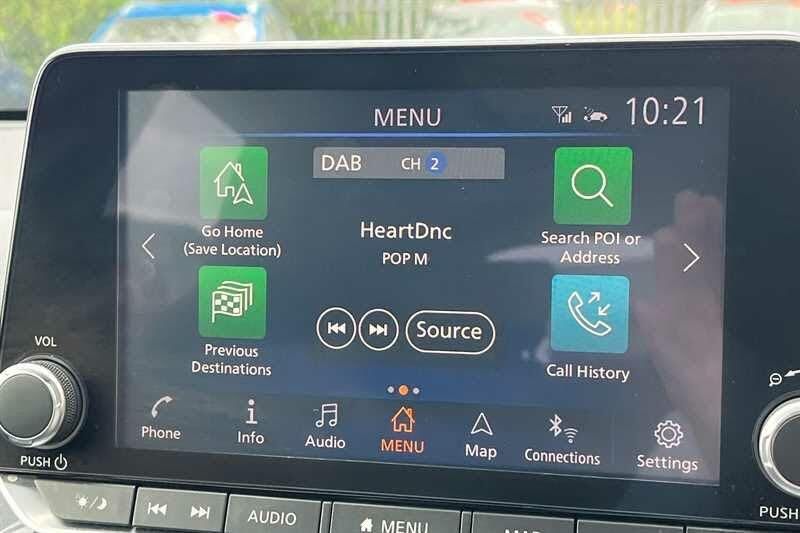 MENU
10:21
DAB CH 2
Go Home
(Save Location)
HeartDnc
POP M
Search POI or
Address
Previous
Destinations
Source
Call History
Phone
Info
Audio
MENU
Map
Connections
Settings
VOL
PUSH
PUSH
AUDIO
MENU